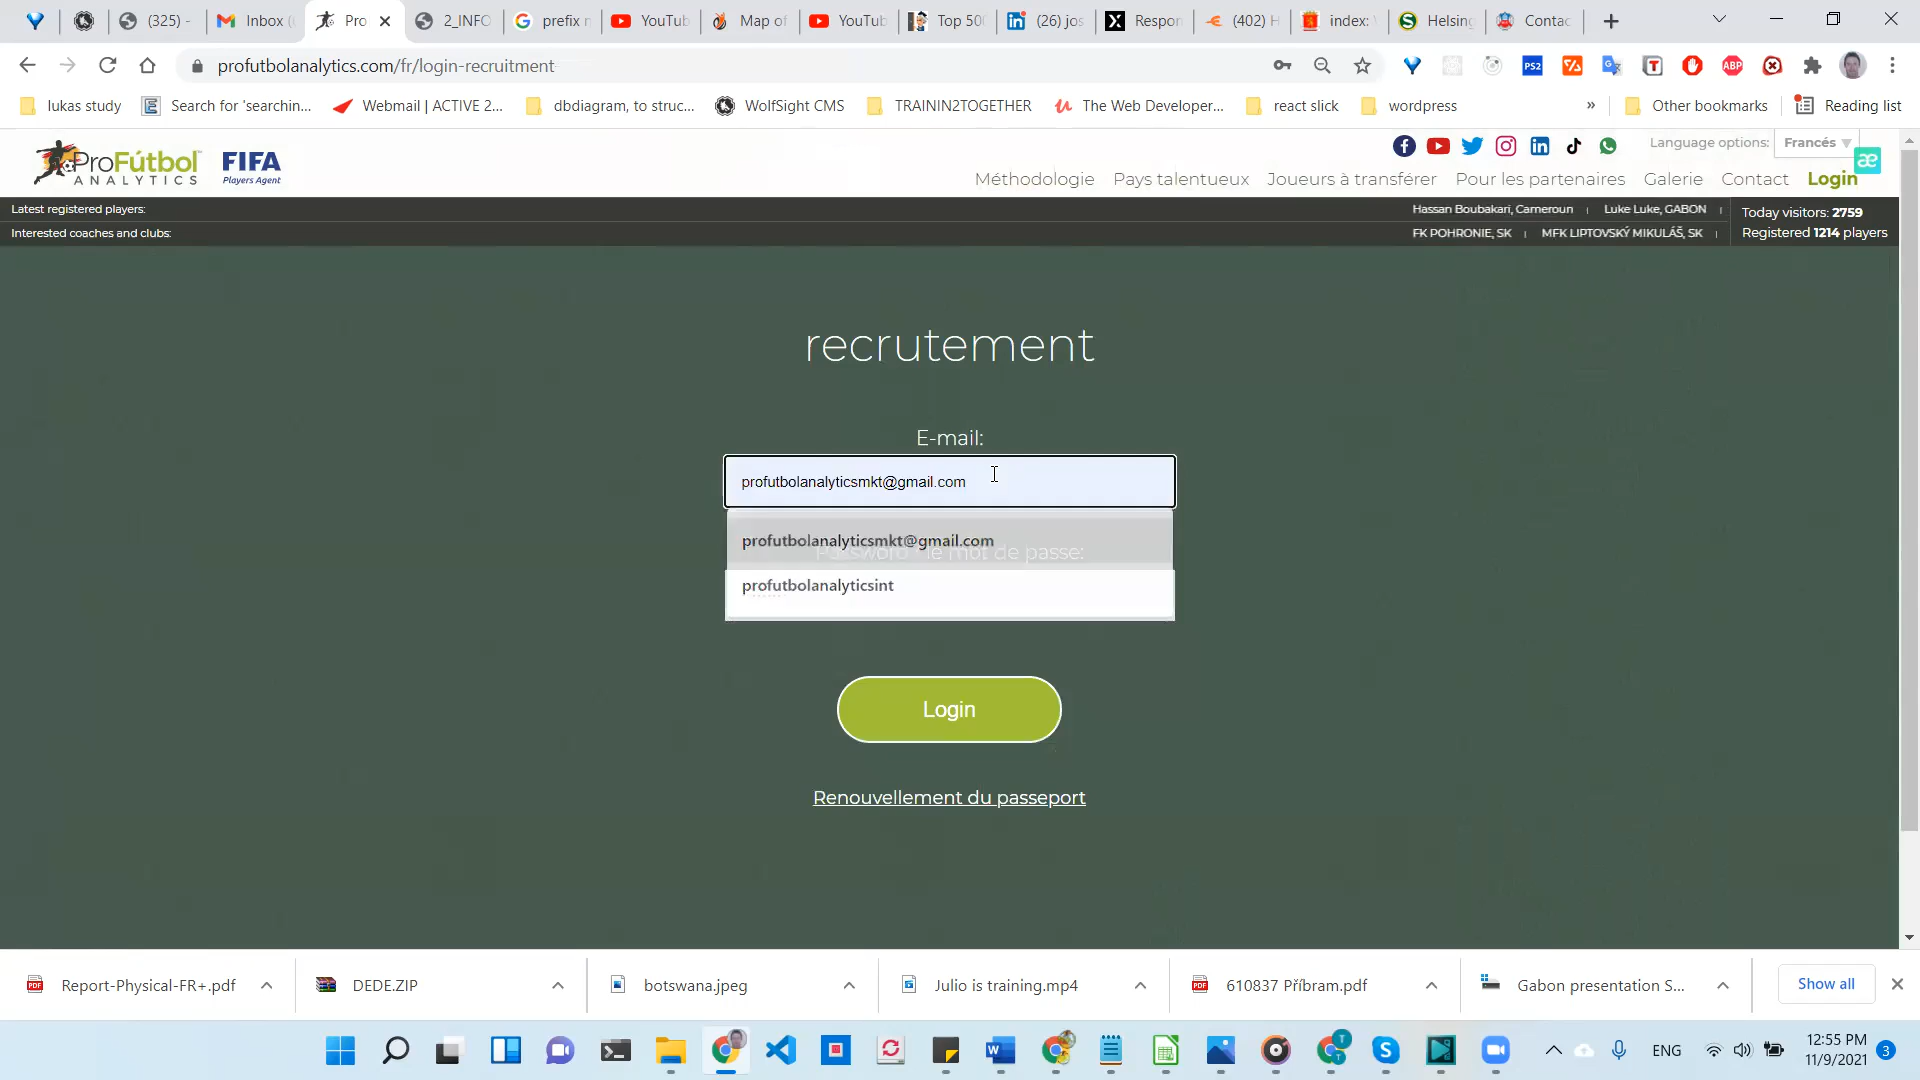 (325) -
Inbox (
Pro
2_INFO
prefix r
YouTub
Map of
YouTub
Top 50
(26) jos
Respon
(402) H
index:
Helsing
Contac
profutbolanalytics.com/fr/login-recruitment
lukas study
Search for 'searchin...
Webmail | ACTIVE 2...
dbdiagram, to struc...
WolfSight CMS
TRAININ2TOGETHER
The Web Developer...
react slick
wordpress
»
Other bookmarks
Reading list
ProFútbol
ANALYTICS
FIFA
Players Agent
Language options:
Francés
Méthodologie
Pays talentueux
Joueurs à transférer
Pour les partenaires
Galerie
Contact
Login
Latest registered players:
Hassan Boubakari, Cameroun
Luke Luke, GABON
Today visitors: 2759
Interested coaches and clubs:
FK POHRONIE, SK
MFK LIPTOVSKÝ MIKULÁŠ, SK
Registered 1214 players
recrutement
E-mail:
profutbolanalyticsmkt@gmail.com
profutbolanalyticsmkt@gmail.com
mot de passe:
profutbolanalyticsint
Login
Renouvellement du passeport
Report-Physical-FR+.pdf
DEDE.ZIP
botswana.jpeg
Julio is training.mp4
610837 Příbram.pdf
Gabon presentation S...
Show all
ENG
12:55 PM
11/9/2021
3